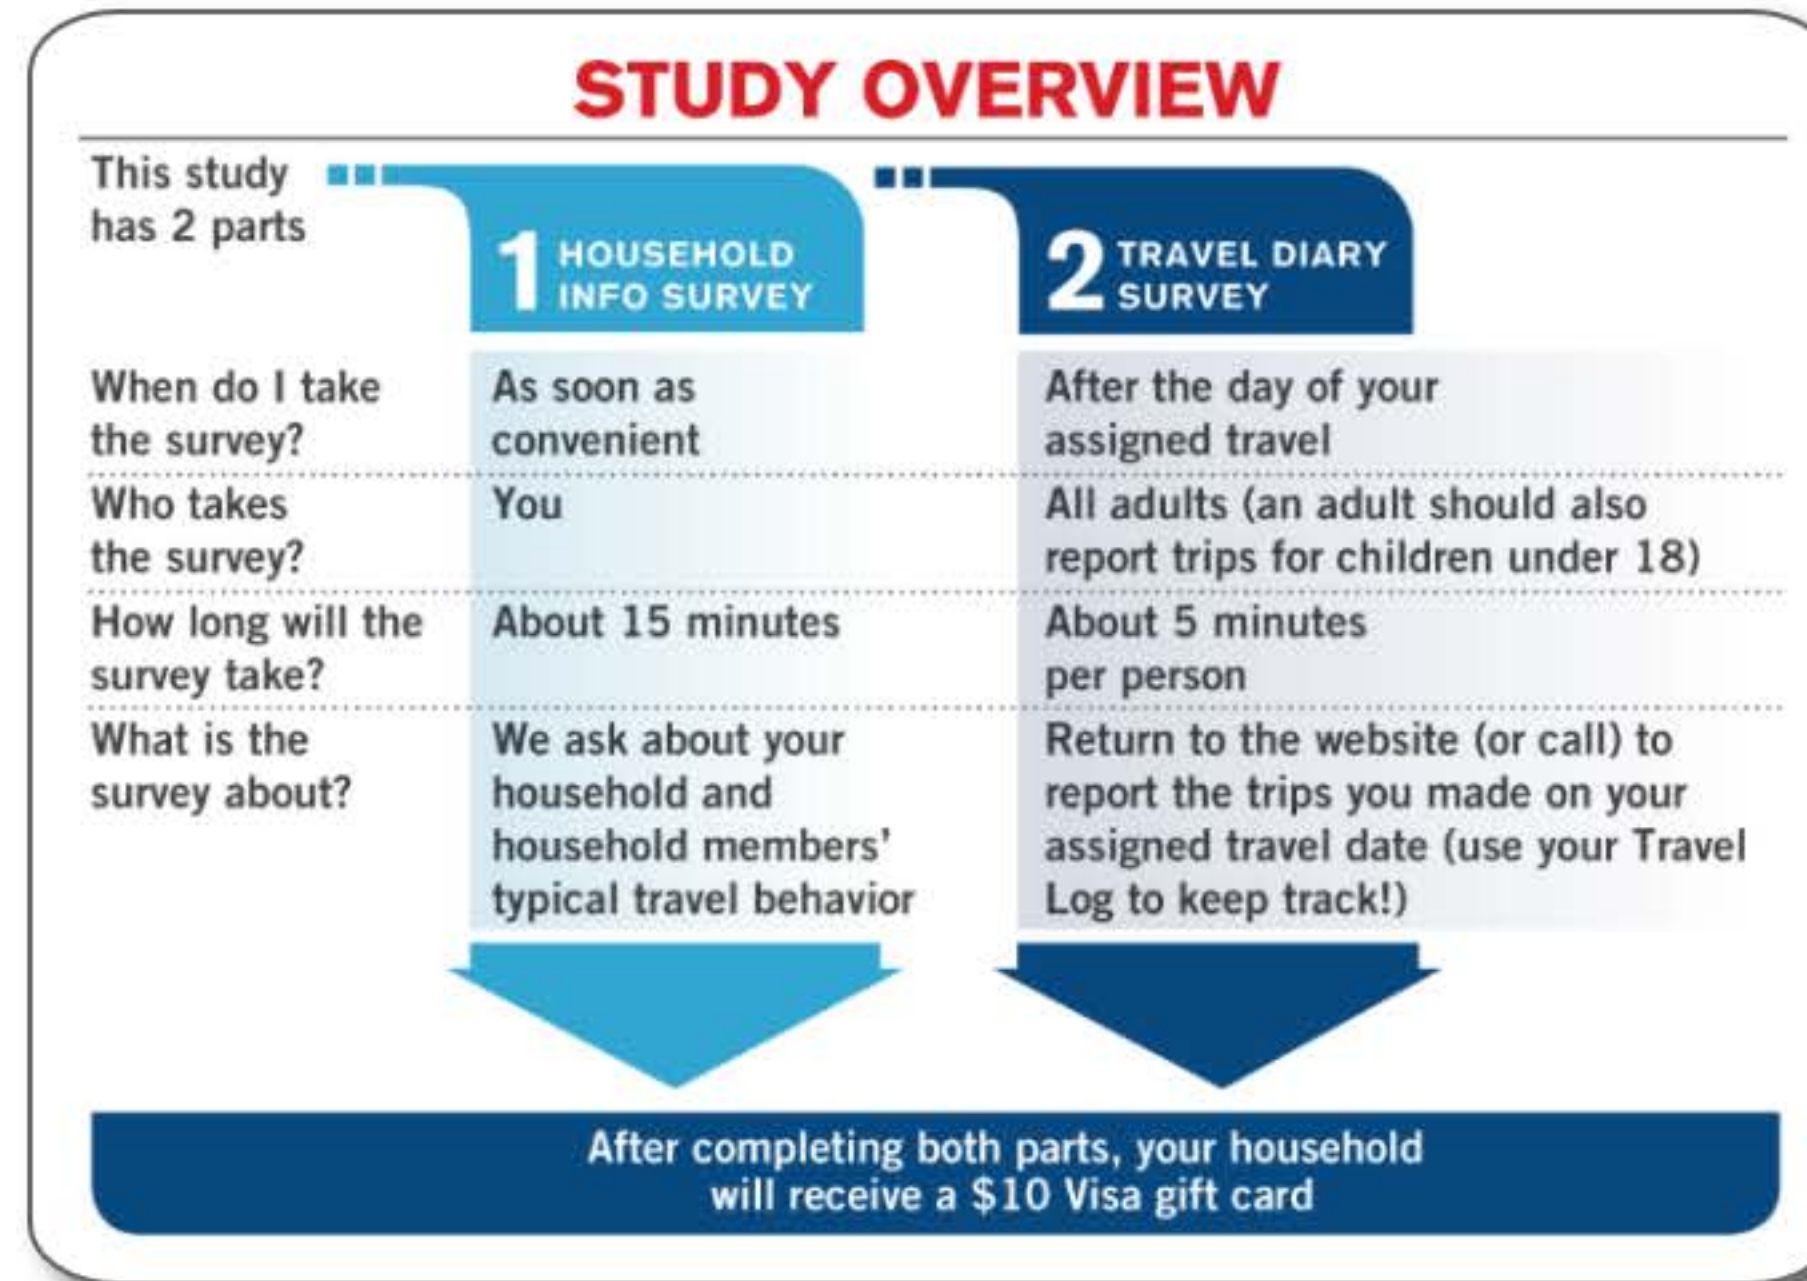 STUDY OVERVIEW
This study
has 2 parts
1 HOUSEHOLD
INFO SURVEY
2 TRAVEL DIARY
SURVEY
When do I take
the survey?
As soon as
convenient
After the day of your
assigned travel
Who takes
the survey?
You
All adults (an adult should also
report trips for children under 18)
How long will the
survey take?
About 15 minutes
About 5 minutes
per person
What is the
survey about?
We ask about your
household and
household members'
typical travel behavior
Return to the website (or call) to
report the trips you made on your
assigned travel date (use your Travel
Log to keep track!)
After completing both parts, your household
will receive a $10 Visa gift card